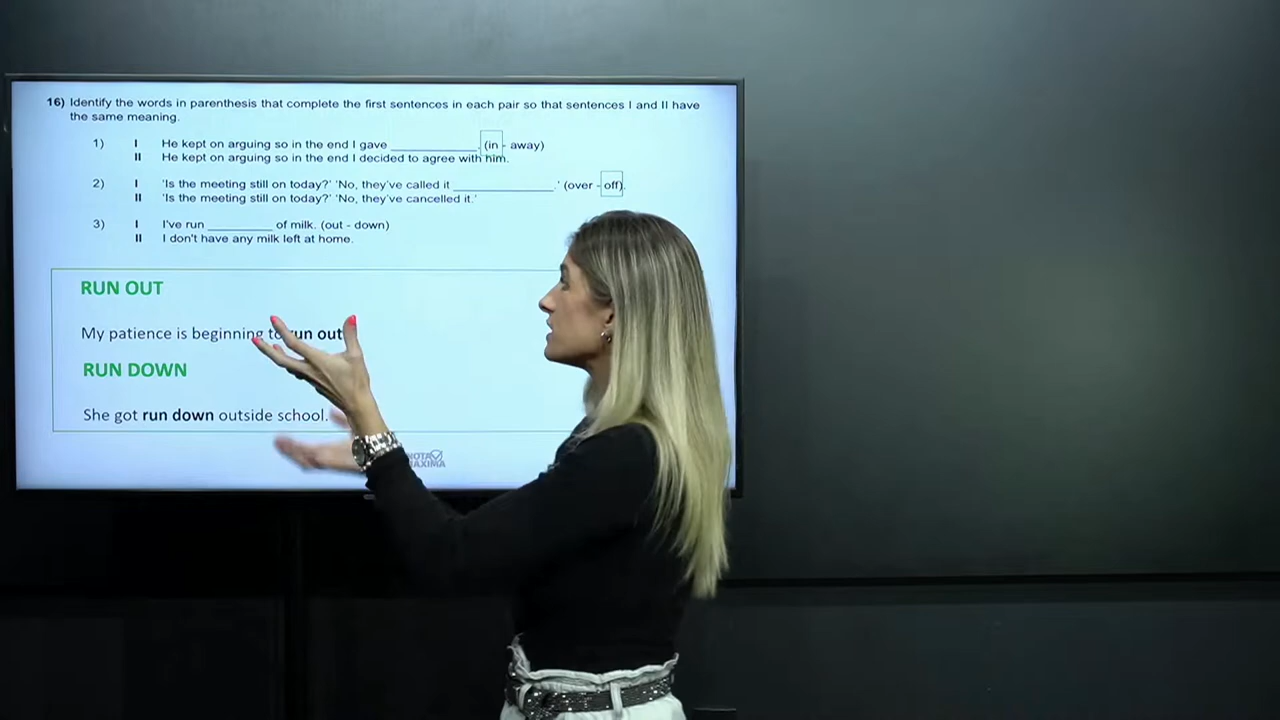 16) Identify the words in parenthesis that complete the first sentences in each pair so that sentences I and II have
the same meaning.
1) I He kept on arguing so in the end I gave ______________. (in - away)
II He kept on arguing so in the end I decided to agree with him.
2) I 'Is the meeting still on today?' 'No, they've called it ________________.' (over - off).
II 'Is the meeting still on today?' 'No, they've cancelled it.'
3) I I've run __________ of milk. (out - down)
II I don't have any milk left at home.
RUN OUT
My patience is beginning to run out
RUN DOWN
She got run down outside school.
NOTA
MÁXIMA